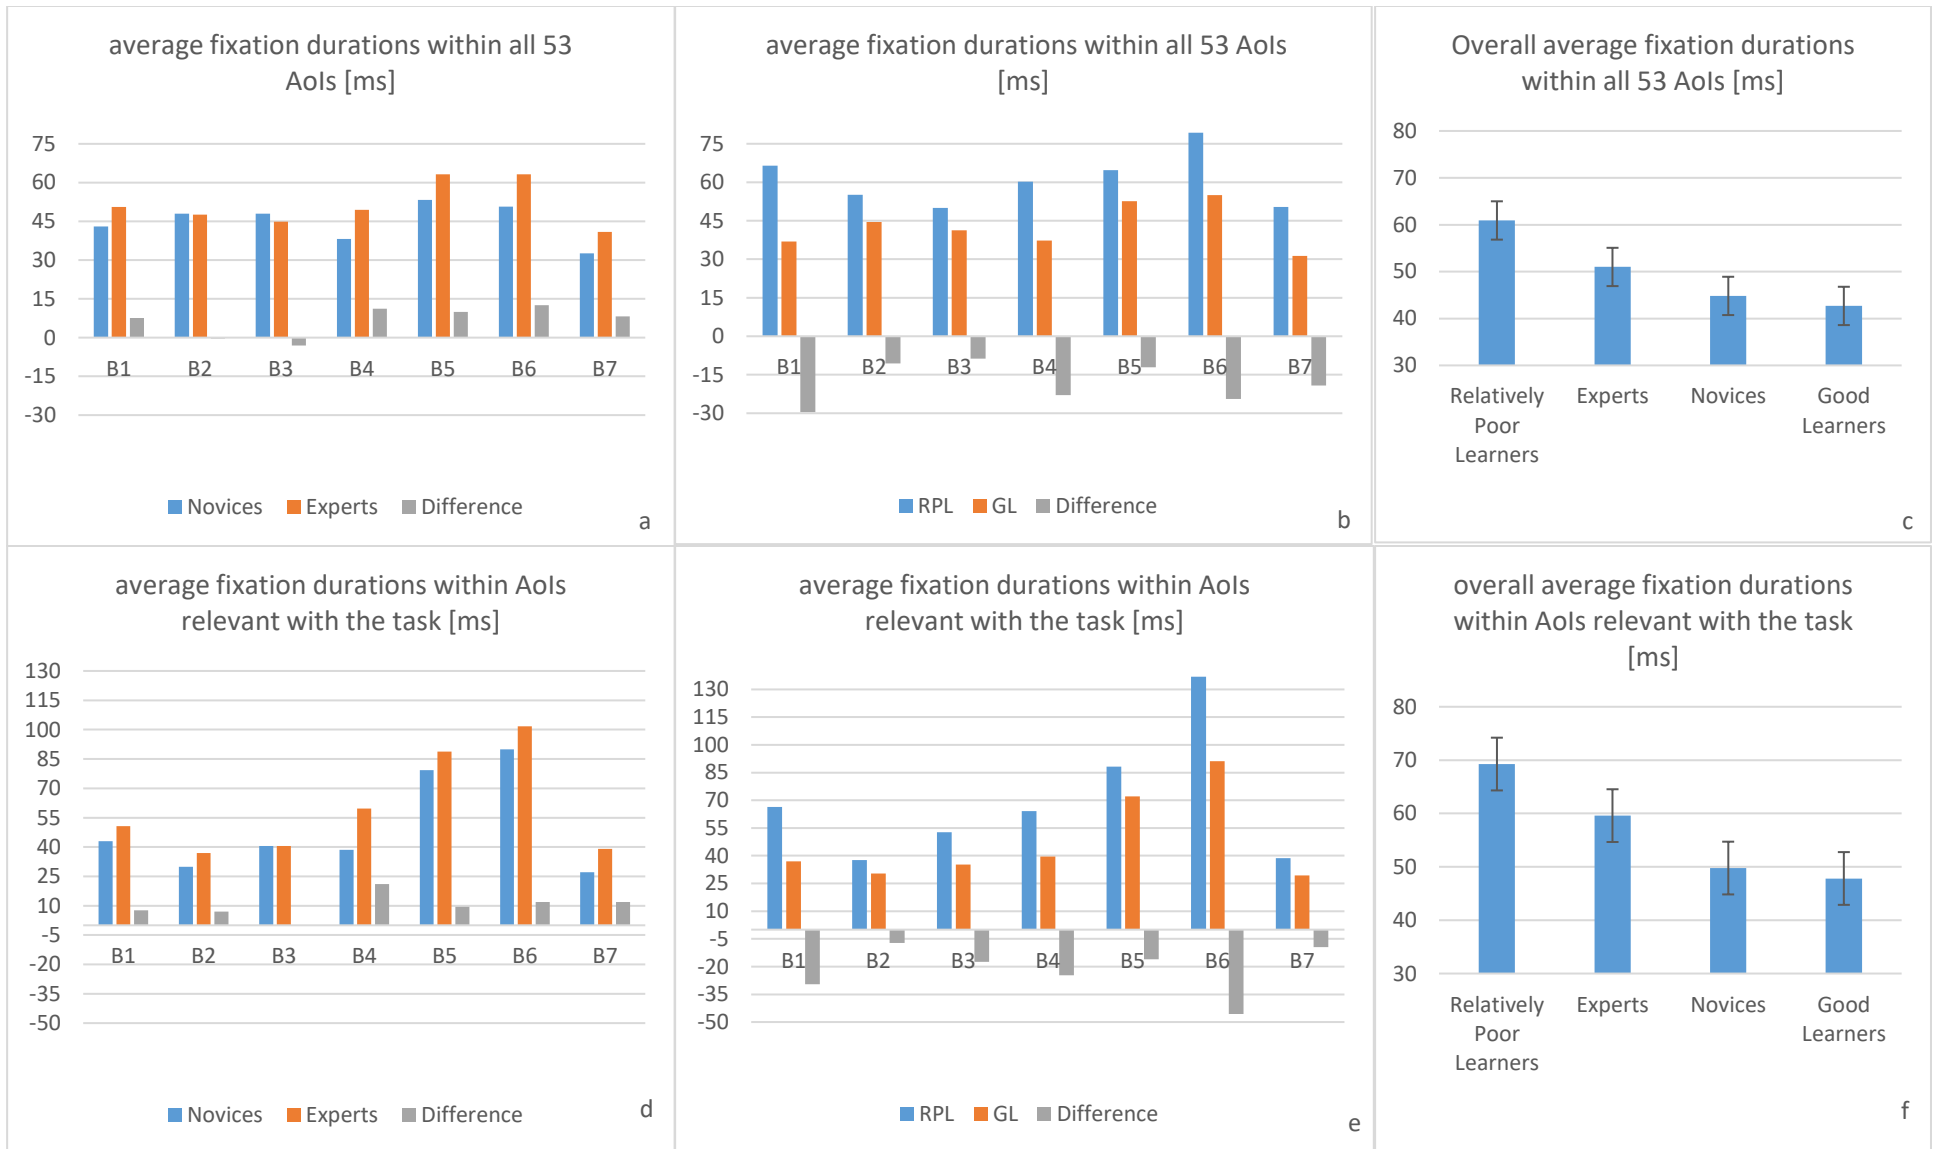 average fixation durations within all 53
AoIs [ms]
75
60
45
30
15
0
-15
-30
B1 B2 B3 B4 B5 B6 B7
Novices Experts Difference
a
average fixation durations within all 53 AoIs
[ms]
75
60
45
30
15
0
-15
-30
B1 B2 B3 B4 B5 B6 B7
RPL GL Difference
b
Overall average fixation durations
within all 53 AoIs [ms]
80
70
60
50
40
30
Relatively Experts Novices Good
Poor Learners
Learners
c
average fixation durations within AoIs
relevant with the task [ms]
130
115
100
85
70
55
40
25
10
-5
-20
-35
-50
B1 B2 B3 B4 B5 B6 B7
Novices Experts Difference
d
average fixation durations within AoIs
relevant with the task [ms]
130
115
100
85
70
55
40
25
10
-5
-20
-35
-50
B1 B2 B3 B4 B5 B6 B7
RPL GL Difference
e
overall average fixation durations
within AoIs relevant with the task
[ms]
80
70
60
50
40
30
Relatively Experts Novices Good
Poor Learners
Learners
f